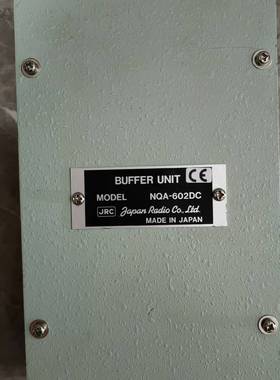 BUFFER UNIT CE
MODEL NQA-602DC
JRC Japan Radio Co., Ltd.
MADE IN JAPAN